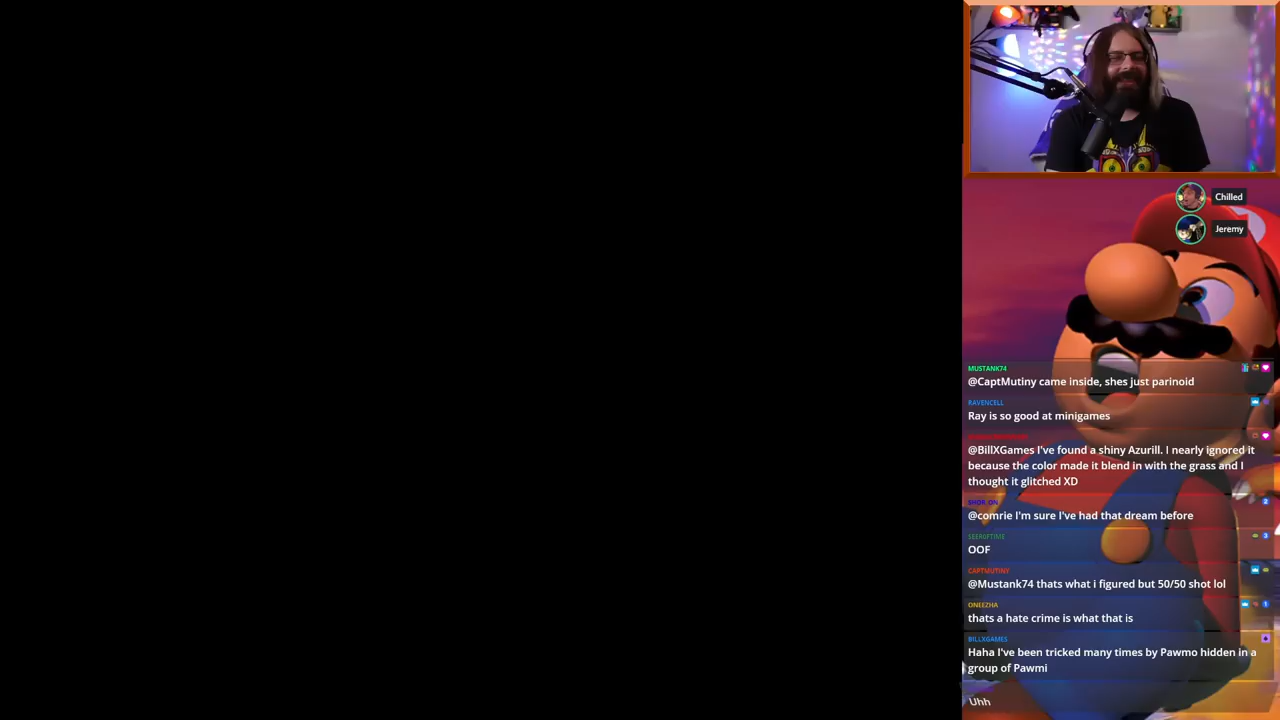 Chilled
Jeremy
MUSTANK74
@CaptMutiny came inside, shes just parinoid
RAVENCELL
Ray is so good at minigames
@BillXGames I've found a shiny Azurill. I nearly ignored it
because the color made it blend in with the grass and I
thought it glitched XD
@comrie I'm sure I've had that dream before
SEEROFTIME
OOF
CAPTMUTINY
@Mustank74 thats what i figured but 50/50 shot lol
ONEEZHA
thats a hate crime is what that is
BILLXGAMES
Haha I've been tricked many times by Pawmo hidden in a
group of Pawmi
Uhh